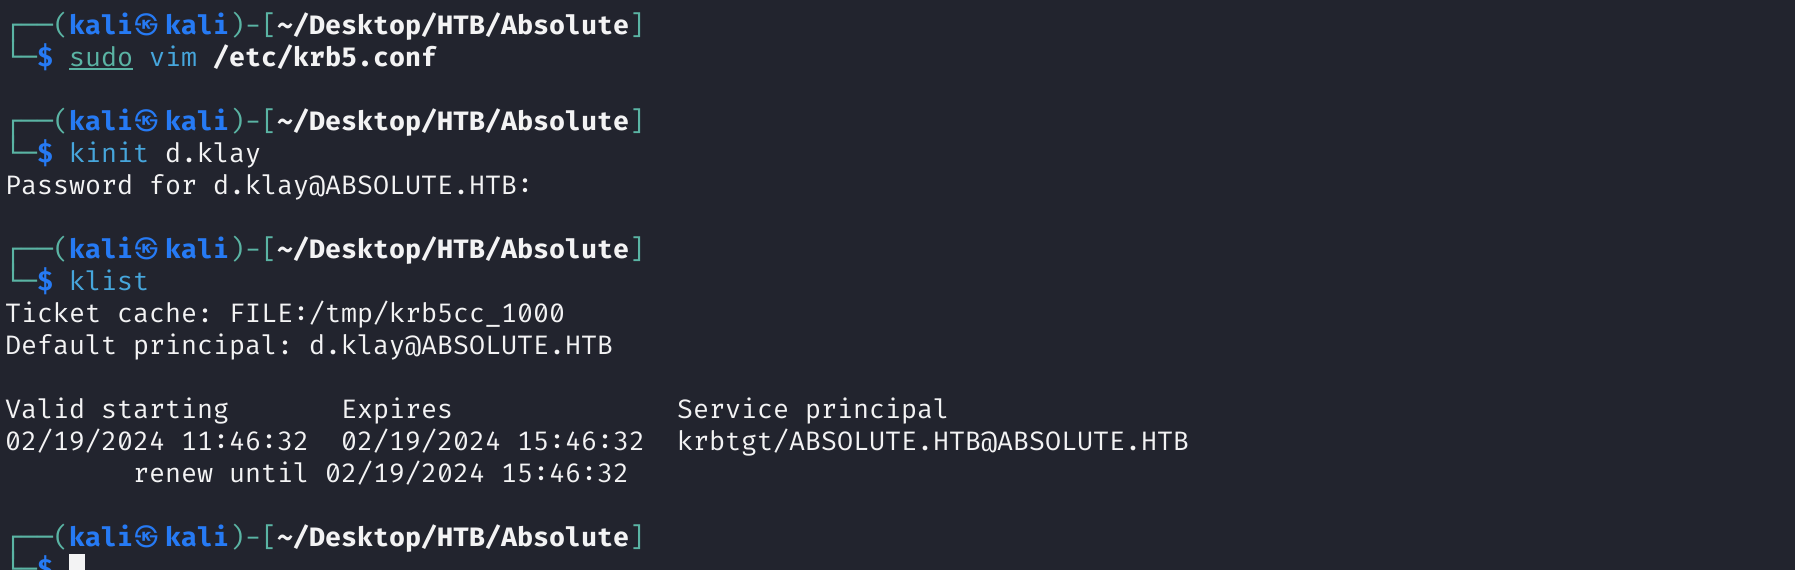 ┌──(kali㉿kali)-[~/Desktop/HTB/Absolute]
└─$ sudo vim /etc/krb5.conf
┌──(kali㉿kali)-[~/Desktop/HTB/Absolute]
└─$ kinit d.klay
Password for d.klay@ABSOLUTE.HTB:
┌──(kali㉿kali)-[~/Desktop/HTB/Absolute]
└─$ klist
Ticket cache: FILE:/tmp/krb5cc_1000
Default principal: d.klay@ABSOLUTE.HTB
Valid starting       Expires              Service principal
02/19/2024 11:46:32  02/19/2024 15:46:32  krbtgt/ABSOLUTE.HTB@ABSOLUTE.HTB
        renew until 02/19/2024 15:46:32
┌──(kali㉿kali)-[~/Desktop/HTB/Absolute]
└─$